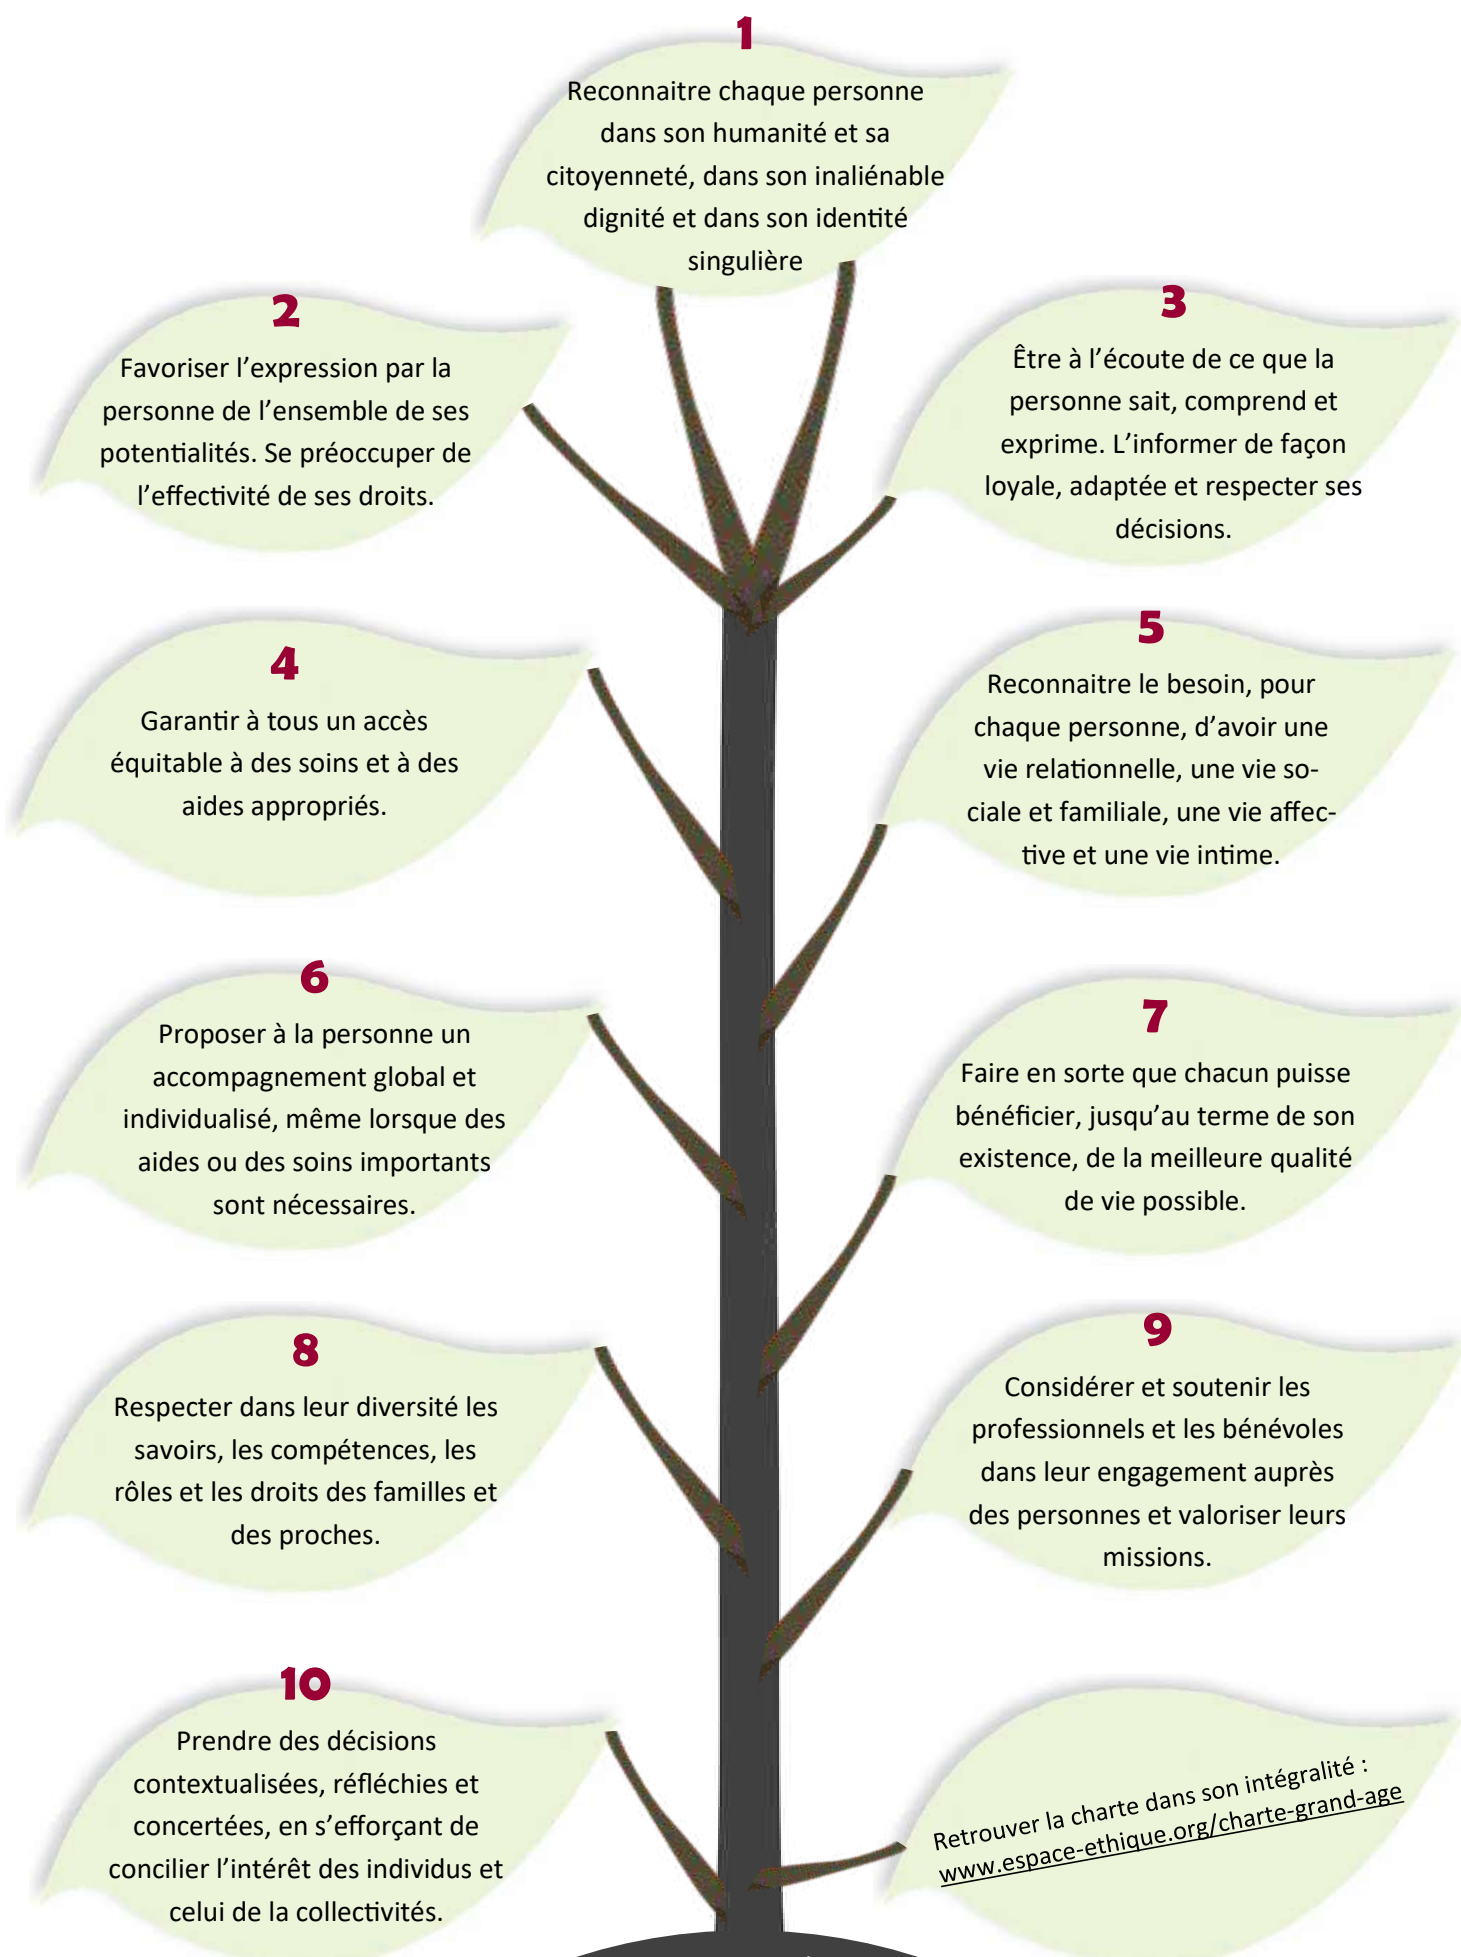 1
Reconnaitre chaque personne
dans son humanité et sa
citoyenneté, dans son inaliénable
dignité et dans son identité
singulière
2
Favoriser l’expression par la
personne de l’ensemble de ses
potentialités. Se préoccuper de
l’effectivité de ses droits.
3
Être à l’écoute de ce que la
personne sait, comprend et
exprime. L’informer de façon
loyale, adaptée et respecter ses
décisions.
4
Garantir à tous un accès
équitable à des soins et à des
aides appropriés.
5
Reconnaitre le besoin, pour
chaque personne, d’avoir une
vie relationnelle, une vie so-
ciale et familiale, une vie affec-
tive et une vie intime.
6
Proposer à la personne un
accompagnement global et
individualisé, même lorsque des
aides ou des soins importants
sont nécessaires.
7
Faire en sorte que chacun puisse
bénéficier, jusqu’au terme de son
existence, de la meilleure qualité
de vie possible.
8
Respecter dans leur diversité les
savoirs, les compétences, les
rôles et les droits des familles et
des proches.
9
Considérer et soutenir les
professionnels et les bénévoles
dans leur engagement auprès
des personnes et valoriser leurs
missions.
10
Prendre des décisions
contextualisées, réfléchies et
concertées, en s’efforçant de
concilier l’intérêt des individus et
celui de la collectivités.
Retrouver la charte dans son intégralité :
www.espace-ethique.org/charte-grand-age